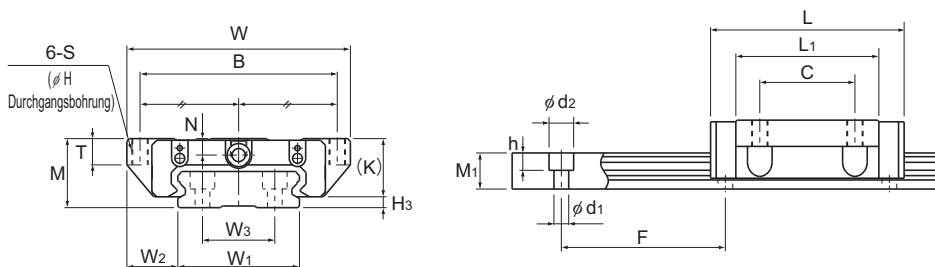 W
6-S
B
(φH
Durchgangsbohrung)
N
T
M
(K)
H3
W3
W2
W1
L
L1
C
φd2
h
M1
φd1
F